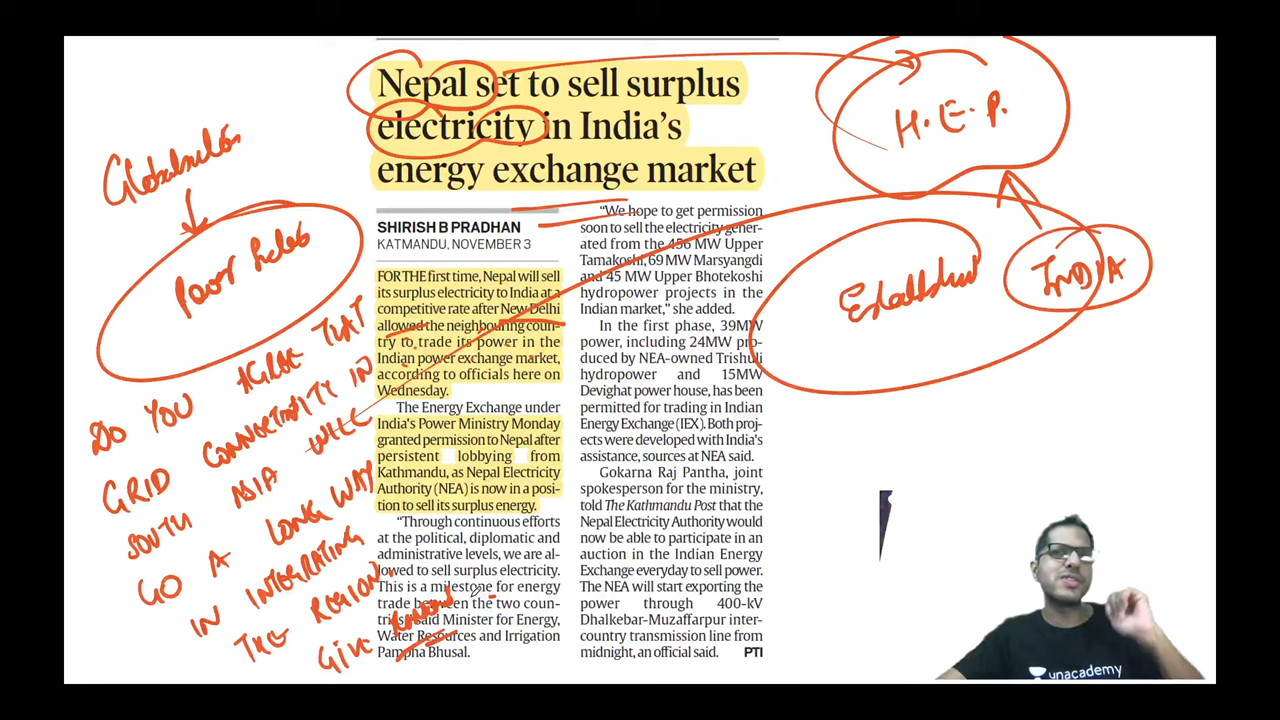 Nepal set to sell surplus
electricity in India's
energy exchange market
SHIRISH B PRADHAN
KATMANDU, NOVEMBER 3
FOR THE first time, Nepal will sell
its surplus electricity to India at a
competitive rate after New Delhi
allowed the neighbouring coun-
try to trade its power in the
Indian power exchange market,
according to officials here on
Wednesday.
The Energy Exchange under
India's Power Ministry Monday
granted permission to Nepal after
persistent lobbying from
Kathmandu, as Nepal Electricity
Authority (NEA) is now in a posi-
tion to sell its surplus energy.
"Through continuous efforts
at the political, diplomatic and
administrative levels, we are al-
lowed to sell surplus electricity.
This is a milestone for energy
trade between the two coun-
tries, said Minister for Energy,
Water Resources and Irrigation
Pampha Bhusal.
"We hope to get permission
soon to sell the electricity gener-
ated from the 456 MW Upper
Tamakoshi, 69 MW Marsyangdi
and 45 MW Upper Bhotekoshi
hydropower projects in the
Indian market," she added.
In the first phase, 39MW
power, including 24MW pro-
duced by NEA-owned Trishuli
hydropower and 15MW
Devighat power house, has been
permitted for trading in Indian
Energy Exchange (IEX). Both proj-
ects were developed with India's
assistance, sources at NEA said.
Gokarna Raj Pantha, joint
spokesperson for the ministry,
told The Kathmandu Post that the
Nepal Electricity Authority would
now be able to participate in an
auction in the Indian Energy
Exchange everyday to sell power.
The NEA will start exporting the
power through 400-kV
Dhalkebar-Muzaffarpur inter-
country transmission line from
midnight, an official said. PTI
H.E.P.
INDIA
Poor
DO YOU AGREE THAT
GRID CONNECTIVITY IN
SOUTH ASIA WILL
GO A LONG WAY
IN INTEGRATING
THE REGION.
GIVE
unacademy